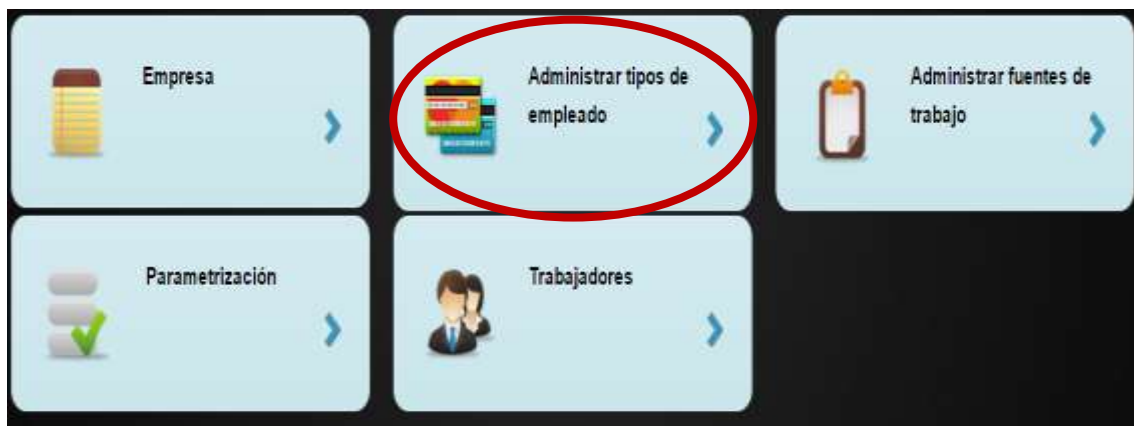 Empresa
Administrar tipos de
empleado
Administrar fuentes de
trabajo
Parametrización
Trabajadores